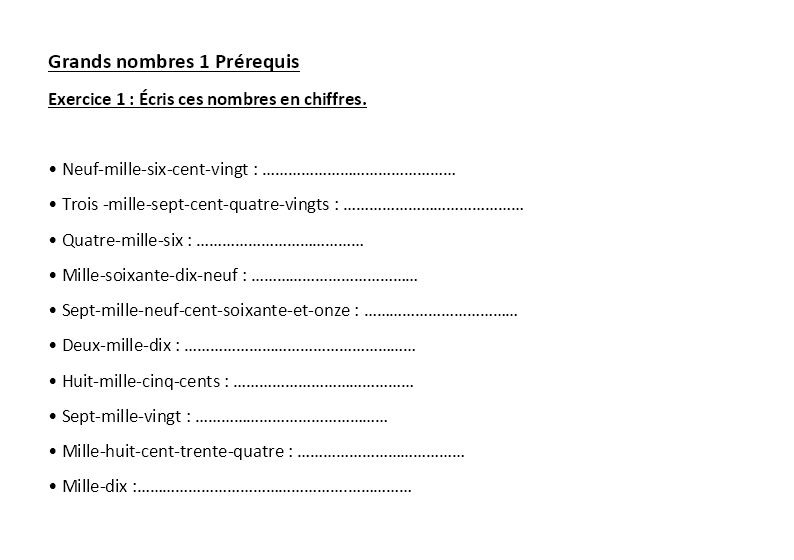 Grands nombres 1 Prérequis
Exercice 1 : Écris ces nombres en chiffres.
• Neuf-mille-six-cent-vingt : ………………………………………
• Trois -mille-sept-cent-quatre-vingts : ……………………………………
• Quatre-mille-six : …………………………………
• Mille-soixante-dix-neuf : …………………………………
• Sept-mille-neuf-cent-soixante-et-onze : ………………………………
• Deux-mille-dix : ………………………………………………
• Huit-mille-cinq-cents : ……………………………………
• Sept-mille-vingt : ………………………………………
• Mille-huit-cent-trente-quatre : …………………………………
• Mille-dix :………………………………………………………